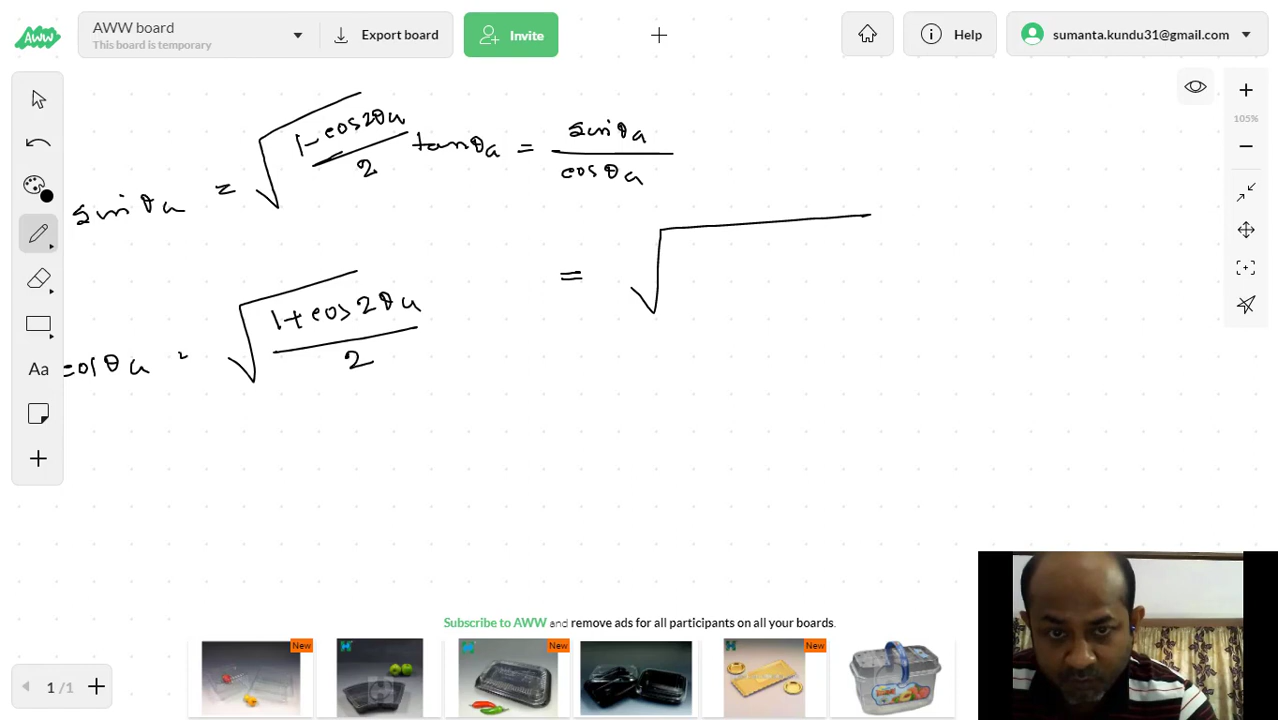 AWW
AWW board
This board is temporary
Export board
Invite
Help
sumanta.kundu31@gmail.com
105%
sinθa = √(1-cos2θa/2)
tanθa = sinθa/cosθa
= √
cosθa = √(1+cos2θa/2)
Aa
Subscribe to AWW and remove ads for all participants on all your boards.
New
New
New
1 /1